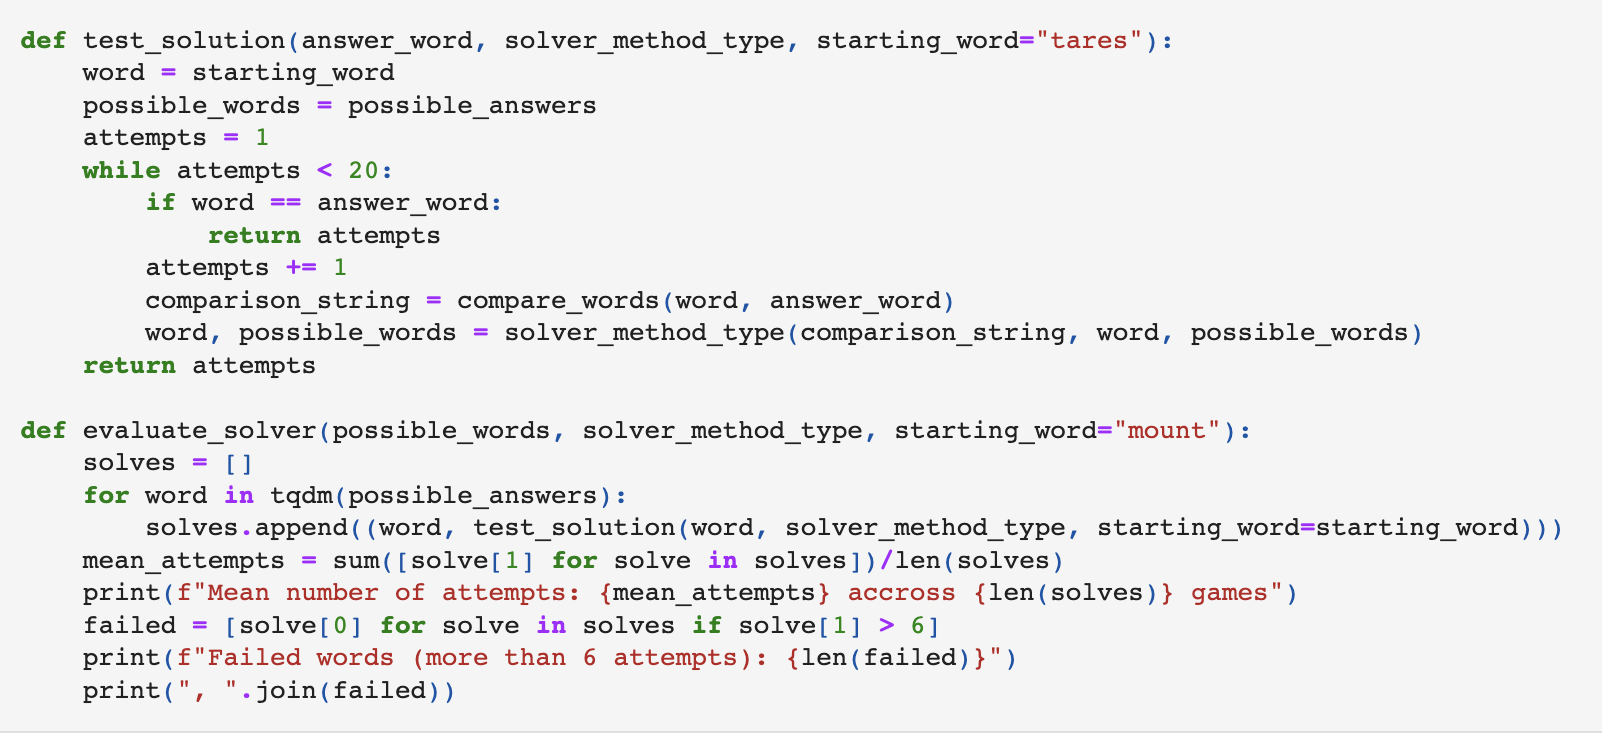 def test_solution(answer_word, solver_method_type, starting_word="tares"):
    word = starting_word
    possible_words = possible_answers
    attempts = 1
    while attempts < 20:
        if word == answer_word:
            return attempts
        attempts += 1
        comparison_string = compare_words(word, answer_word)
        word, possible_words = solver_method_type(comparison_string, word, possible_words)
    return attempts

def evaluate_solver(possible_words, solver_method_type, starting_word="mount"):
    solves = []
    for word in tqdm(possible_answers):
        solves.append((word, test_solution(word, solver_method_type, starting_word=starting_word)))
    mean_attempts = sum([solve[1] for solve in solves])/len(solves)
    print(f"Mean number of attempts: {mean_attempts} accross {len(solves)} games")
    failed = [solve[0] for solve in solves if solve[1] > 6]
    print(f"Failed words (more than 6 attempts): {len(failed)}")
    print(", ".join(failed))